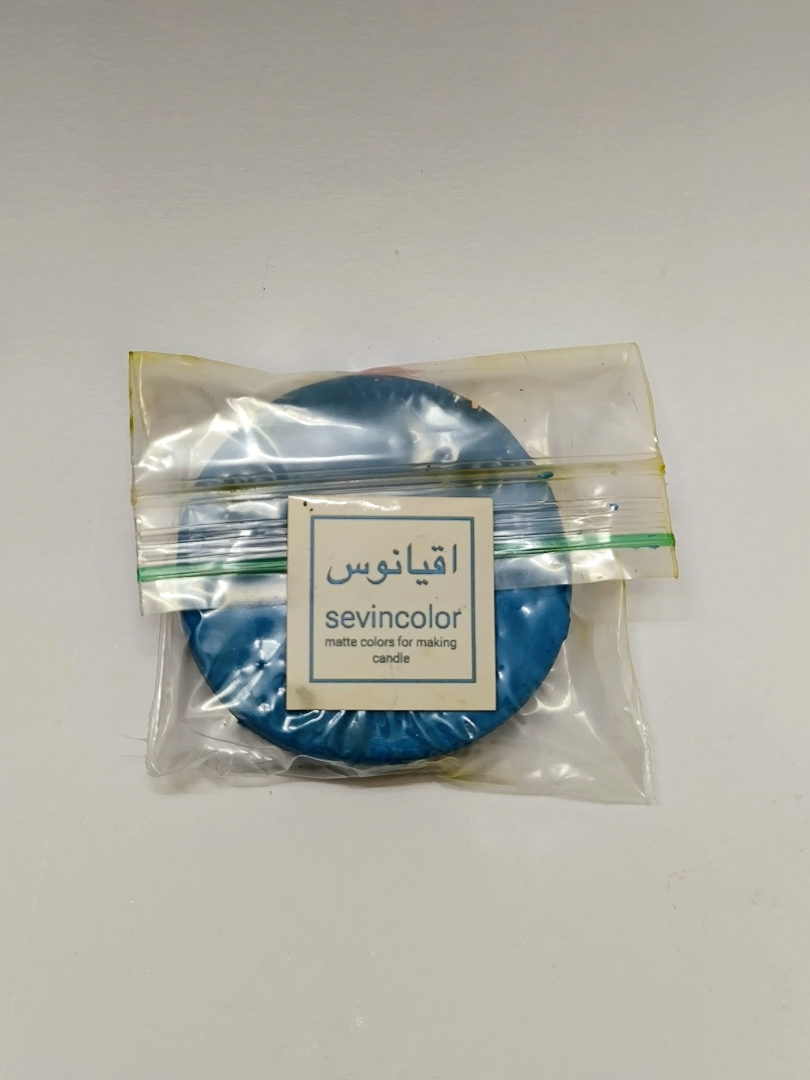 اقیانوس
sevincolor
matte colors for making
candle